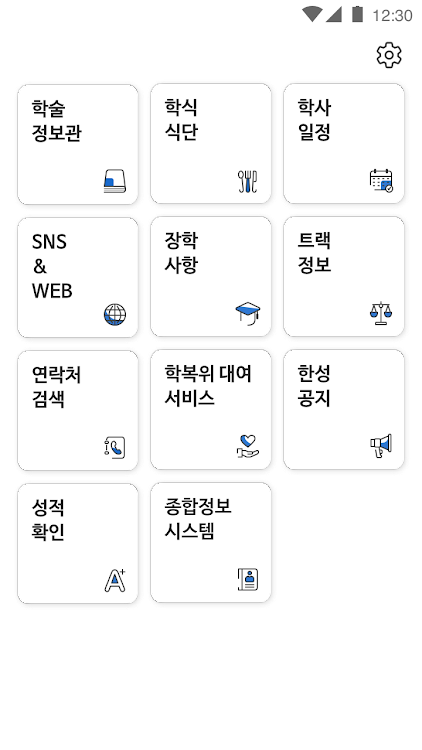 12:30
학술
정보관
학식
식단
학사
일정
SNS
&
WEB
장학
사항
트랙
정보
연락처
검색
학복위 대여
서비스
한성
공지
성적
확인
A+
종합정보
시스템